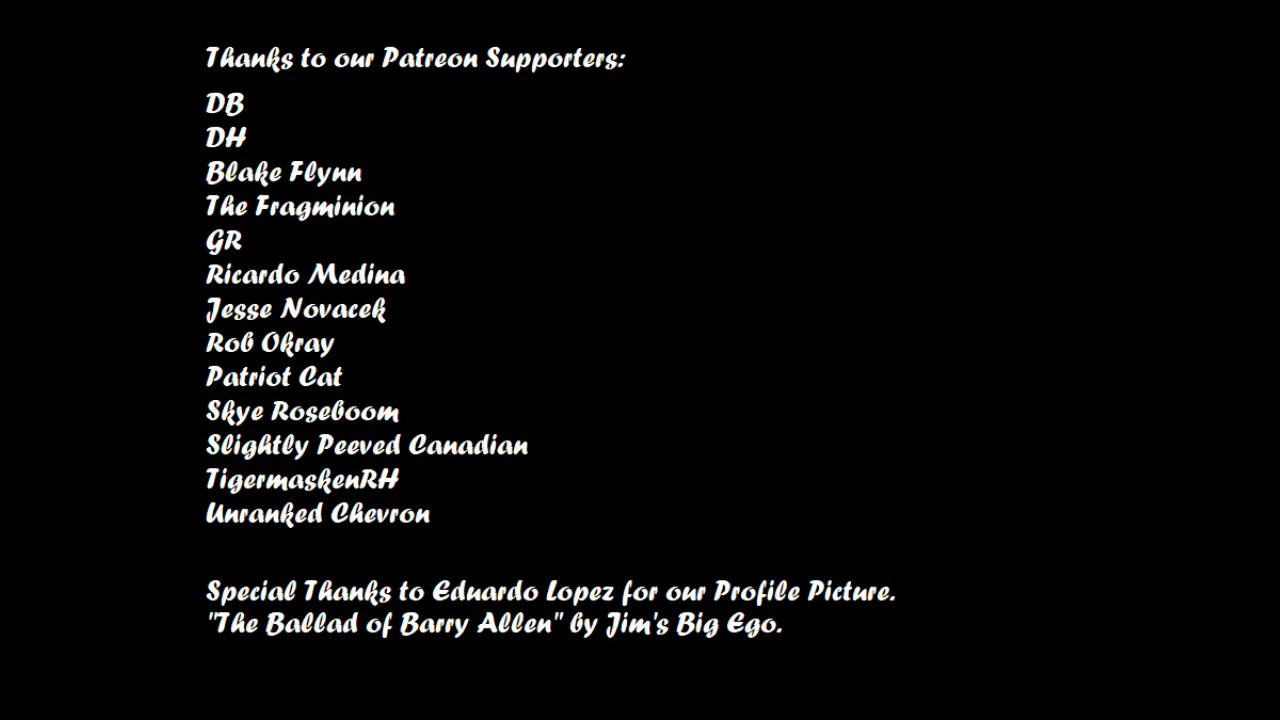 Thanks to our Patreon Supporters:
DB
DH
Blake Flynn
The Fragminion
GR
Ricardo Medina
Jesse Novacek
Rob Okray
Patriot Cat
Skye Roseboom
Slightly Peeved Canadian
TigermaskenRH
Unranked Chevron
Special Thanks to Eduardo Lopez for our Profile Picture.
"The Ballad of Barry Allen" by Jim's Big Ego.